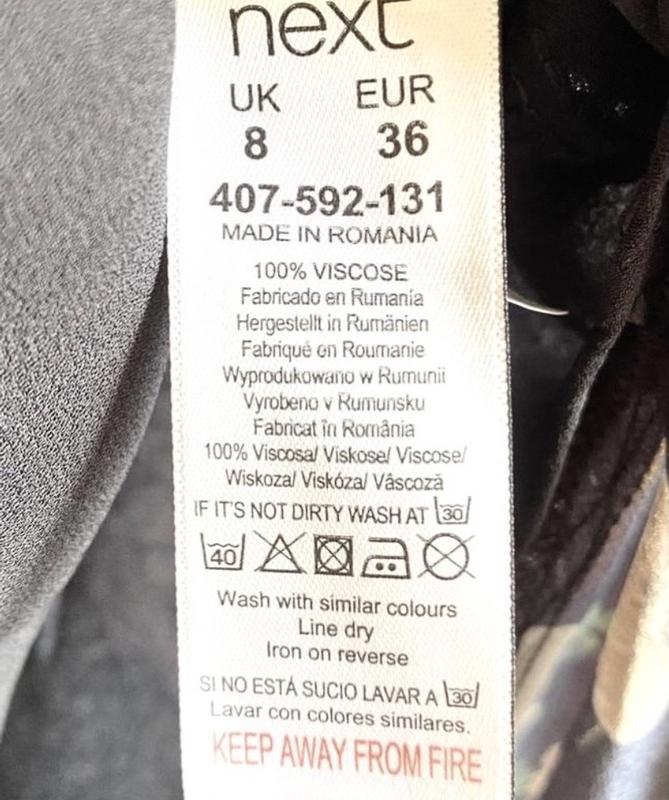 next
UK EUR
8 36
407-592-131
MADE IN ROMANIA
100% VISCOSE
Fabricado en Rumanía
Hergestellt in Rumänien
Fabriqué en Roumanie
Wyprodukowano w Rumunii
Vyrobeno v Rumunsku
Fabricat în România
100% Viscosa/ Viskose/ Viscose/
Wiskoza/ Viskóza/ Vâscoză
IF IT'S NOT DIRTY WASH AT 30
40
Wash with similar colours
Line dry
Iron on reverse
SI NO ESTÁ SUCIO LAVAR A 30
Lavar con colores similares.
KEEP AWAY FROM FIRE